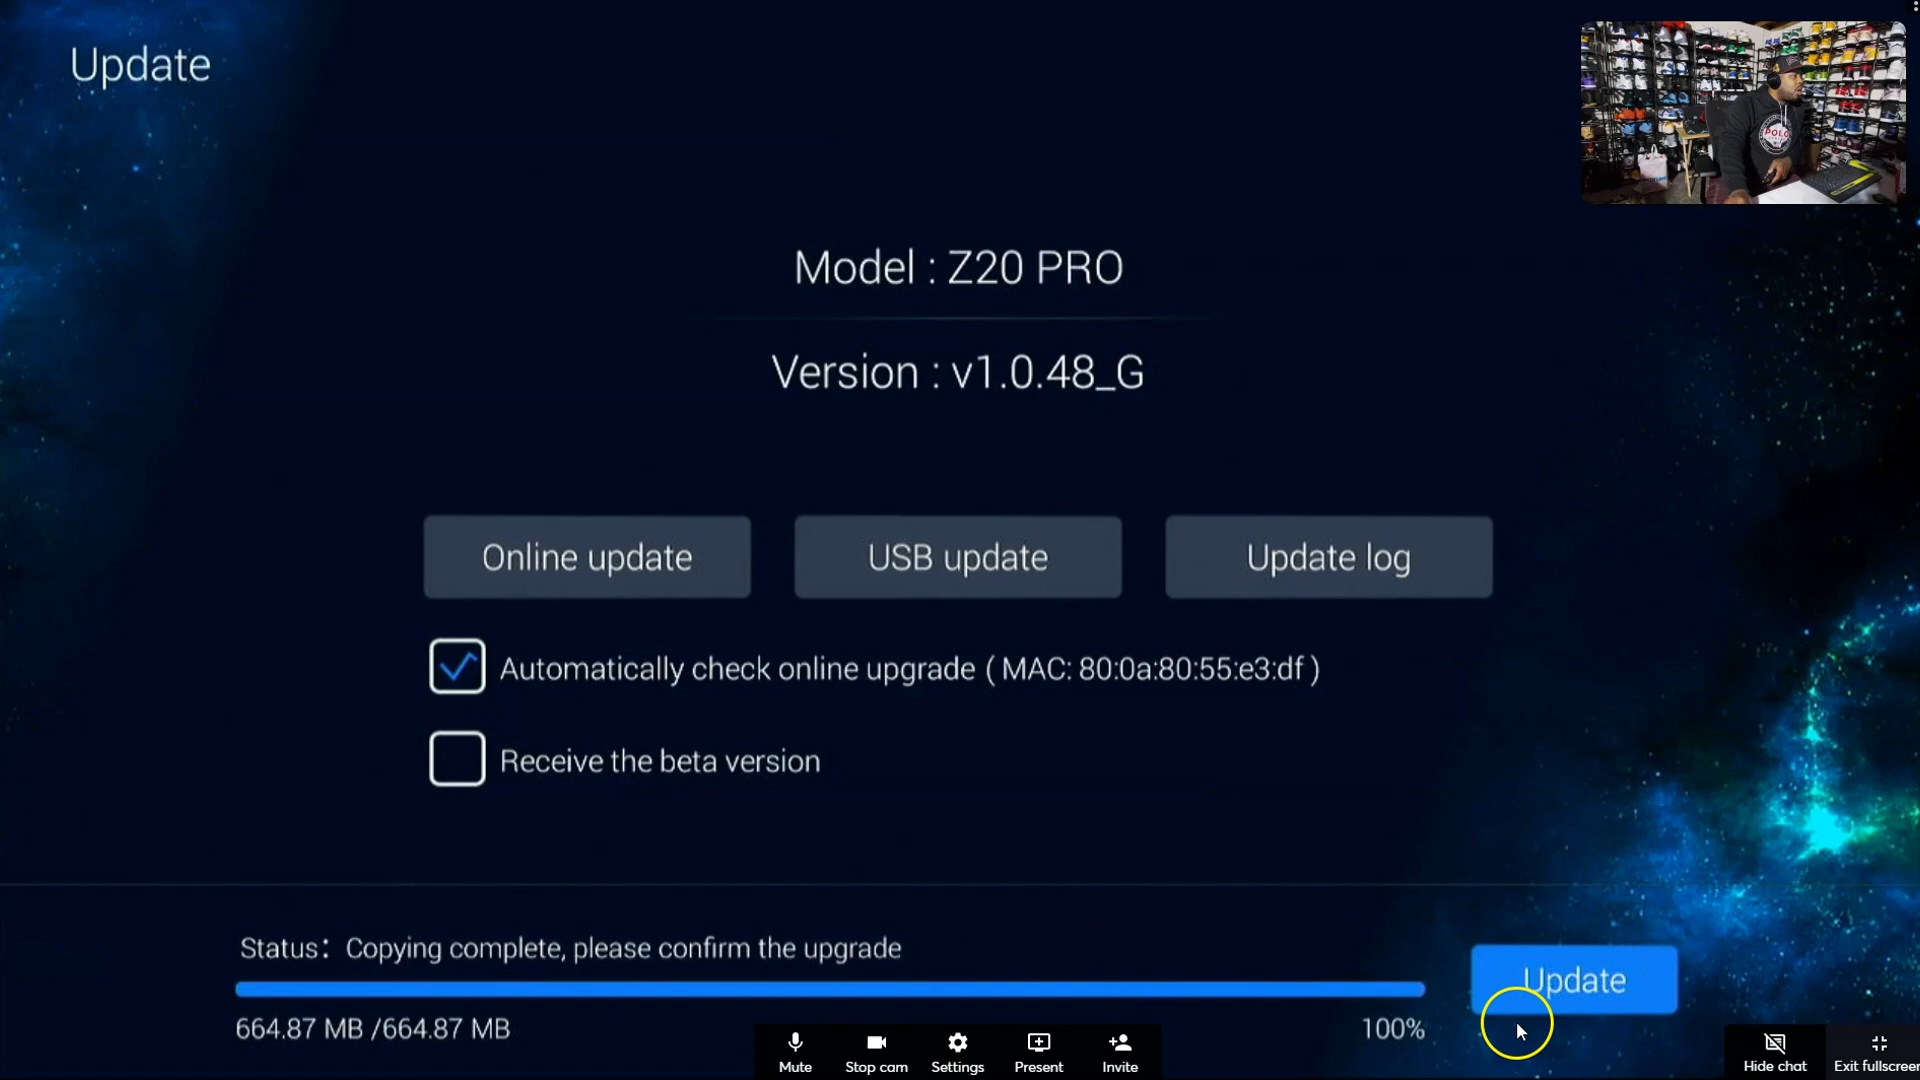 Update
POLO
Model : Z20 PRO
Version : v1.0.48_G
Online update
USB update
Update log
Automatically check online upgrade ( MAC: 80:0a:80:55:e3:df )
Receive the beta version
Status: Copying complete, please confirm the upgrade
Update
664.87 MB /664.87 MB
100%
Mute
Stop cam
Settings
Present
Invite
Hide chat
Exit fullscreen